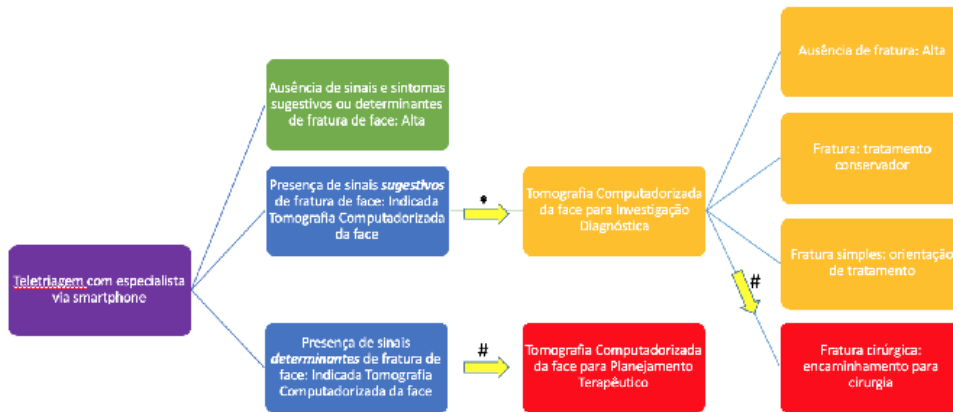 Teletriagem com especialista
via smartphone
Ausência de sinais e sintomas
sugestivos ou determinantes
de fratura de face: Alta
Presença de sinais sugestivos
de fratura de face: Indicada
Tomografia Computadorizada
da face
Presença de sinais
determinantes de fratura de
face: Indicada Tomografia
Computadorizada da face
*
#
Tomografia Computadorizada
da face para Investigação
Diagnóstica
Tomografia Computadorizada
da face para Planejamento
Terapêutico
#
Ausência de fratura: Alta
Fratura: tratamento
conservador
Fratura simples: orientação
de tratamento
Fratura cirúrgica:
encaminhamento para
cirurgia